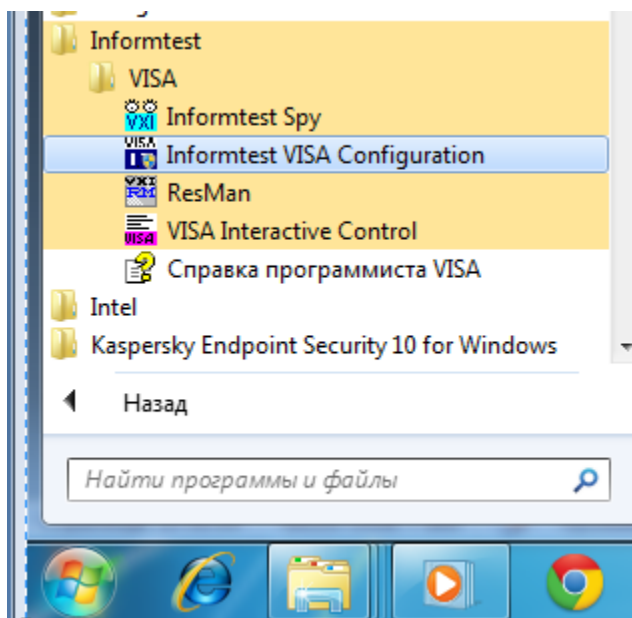 Informtest
VISA
Informtest Spy
Informtest VISA Configuration
ResMan
VISA Interactive Control
Справка программиста VISA
Intel
Kaspersky Endpoint Security 10 for Windows
Назад
Найти программы и файлы